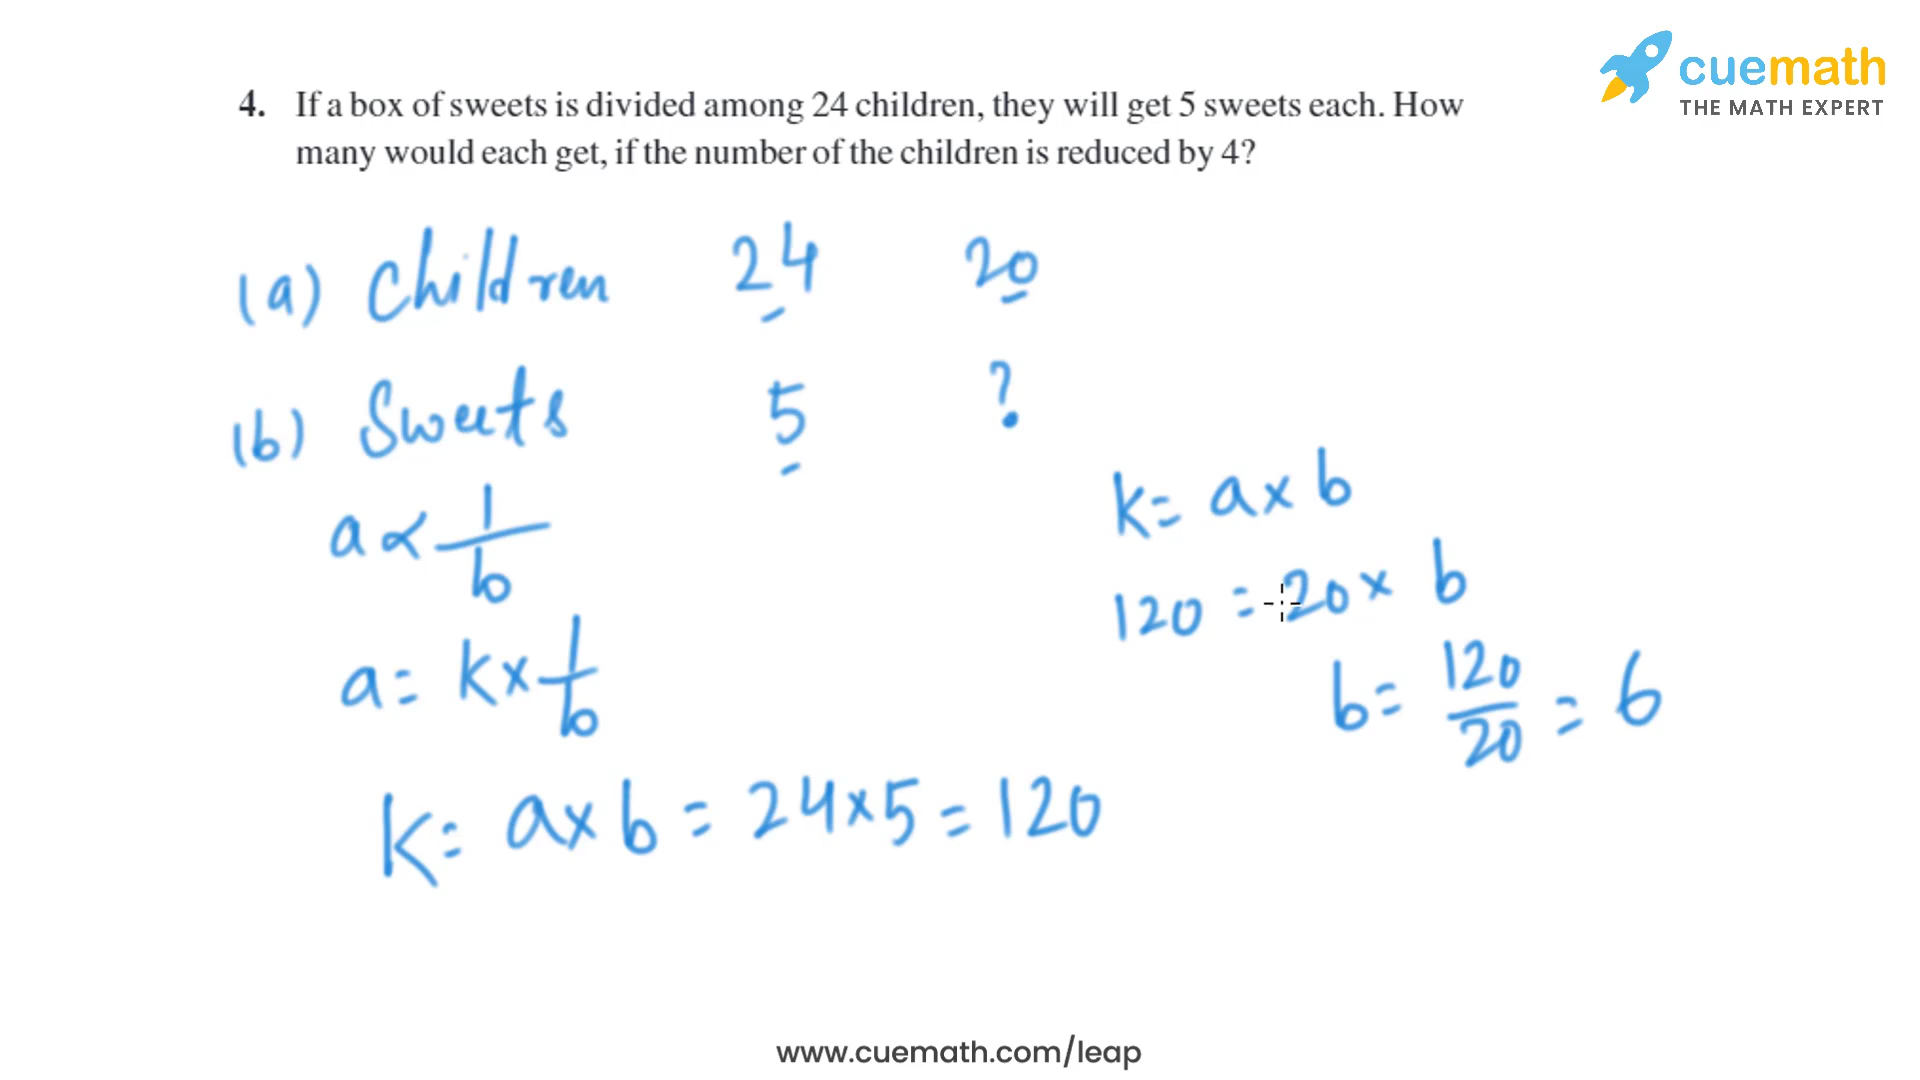 cuemath
THE MATH EXPERT
4. If a box of sweets is divided among 24 children, they will get 5 sweets each. How
many would each get, if the number of the children is reduced by 4?
(a) Children 24 20
(b) Sweets 5 ?
a ∝ 1/b
a = k × 1/b
k = a × b = 24 × 5 = 120
k = a × b
120 = 20 × b
b = 120/20 = 6
www.cuemath.com/leap